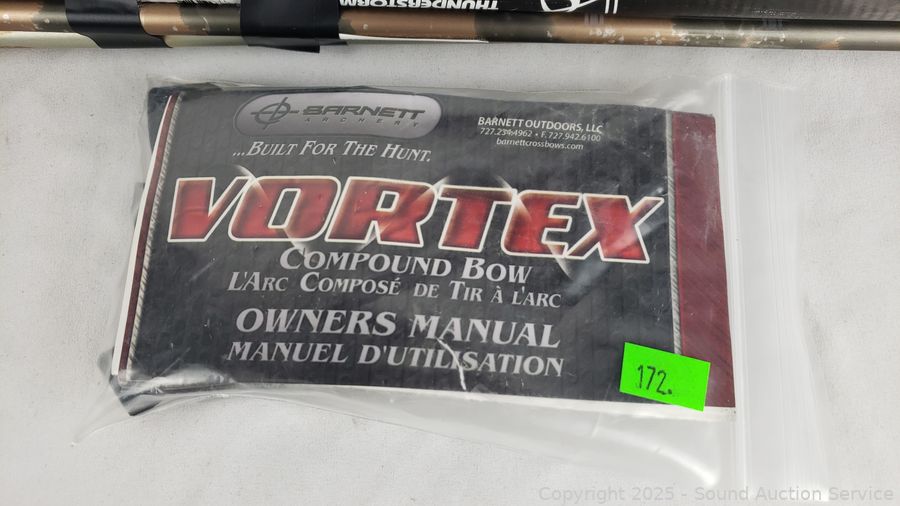 THUNDERSTORM
BARNETT
ARCHERY
...BUILT FOR THE HUNT.
BARNETT OUTDOORS, LLC
727.234.4962 • F. 727.942.6100
barnettcrossbows.com
VORTEX
COMPOUND BOW
L'ARC COMPOSÉ DE TIR À L'ARC
OWNERS MANUAL
MANUEL D'UTILISATION
172.
Copyright 2025 - Sound Auction Service